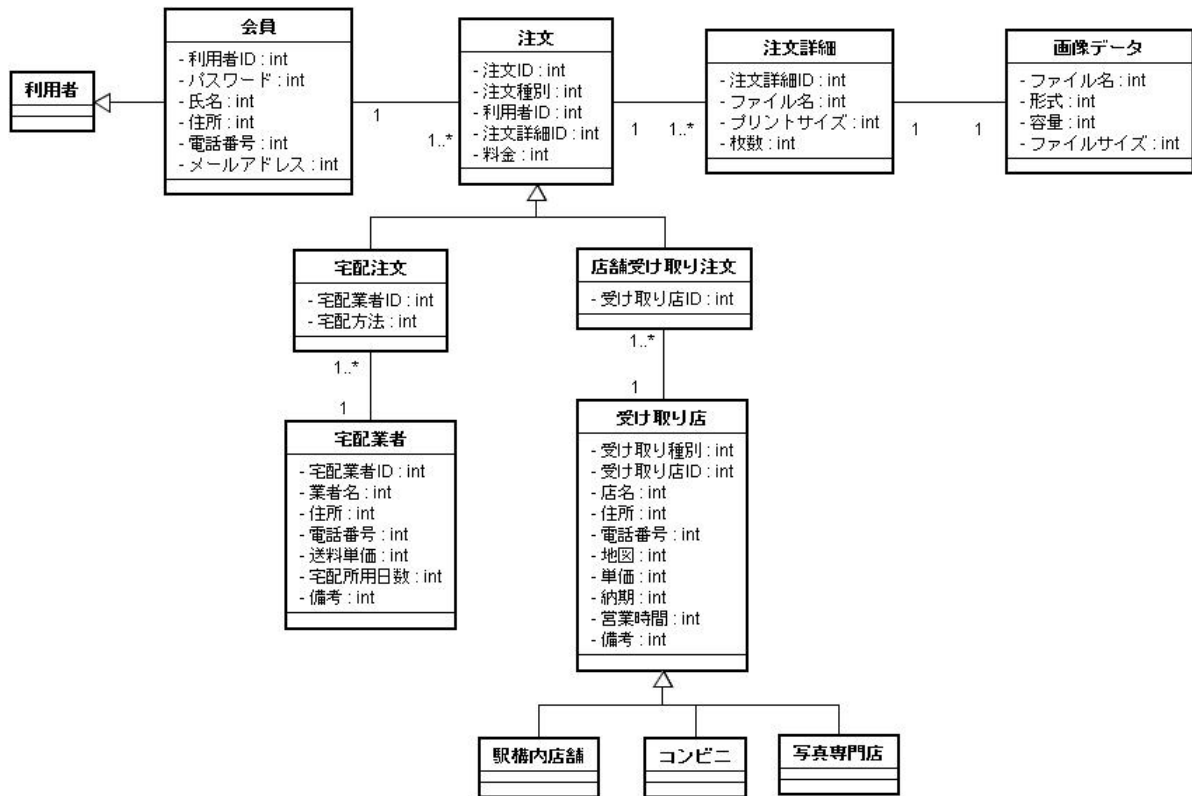 利用者
会員
- 利用者ID : int
- パスワード : int
- 氏名 : int
- 住所 : int
- 電話番号 : int
- メールアドレス : int
1
1..*
注文
- 注文ID : int
- 注文種別 : int
- 利用者ID : int
- 注文詳細ID : int
- 料金 : int
1
1..*
注文詳細
- 注文詳細ID : int
- ファイル名 : int
- プリントサイズ : int
- 枚数 : int
1
1
画像データ
- ファイル名 : int
- 形式 : int
- 容量 : int
- ファイルサイズ : int
宅配注文
- 宅配業者ID : int
- 宅配方法 : int
1..*
1
宅配業者
- 宅配業者ID : int
- 業者名 : int
- 住所 : int
- 電話番号 : int
- 送料単価 : int
- 宅配所用日数 : int
- 備考 : int
店舗受け取り注文
- 受け取り店ID : int
1..*
1
受け取り店
- 受け取り種別 : int
- 受け取り店ID : int
- 店名 : int
- 住所 : int
- 電話番号 : int
- 地図 : int
- 単価 : int
- 納期 : int
- 営業時間 : int
- 備考 : int
駅構内店舗
コンビニ
写真専門店